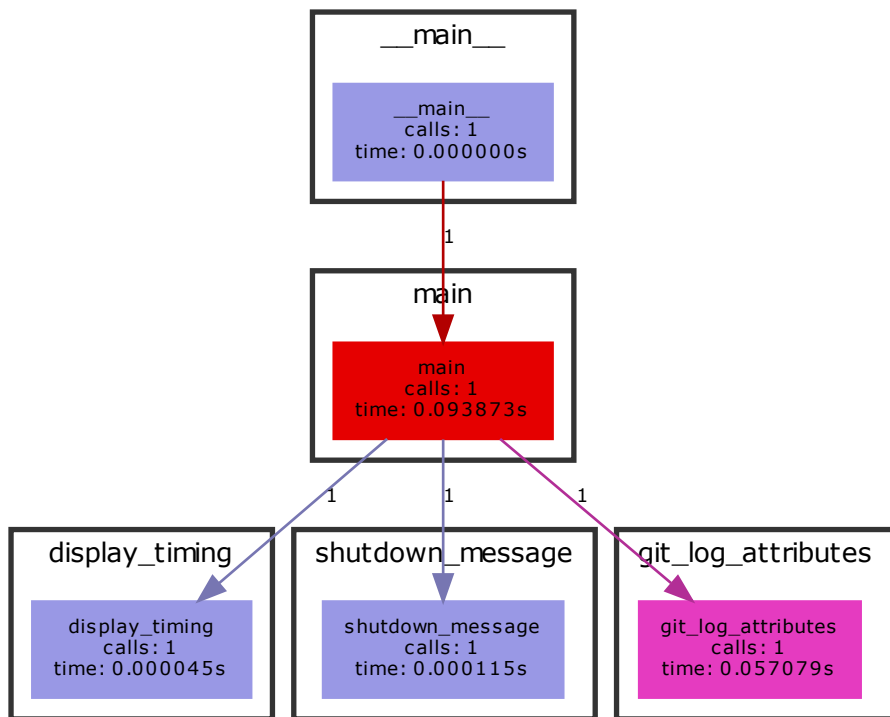 __main__
__main__
calls: 1
time: 0.000000s
1
main
main
calls: 1
time: 0.093873s
1
1
1
display_timing
display_timing
calls: 1
time: 0.000045s
shutdown_message
shutdown_message
calls: 1
time: 0.000115s
git_log_attributes
git_log_attributes
calls: 1
time: 0.057079s